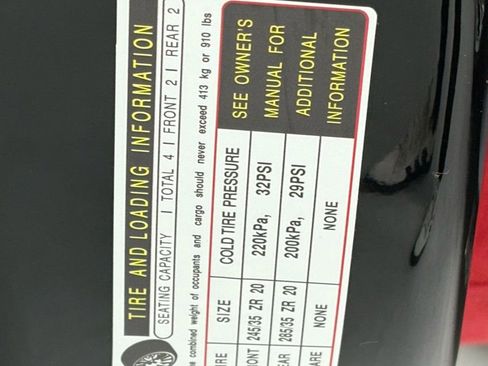 TIRE AND LOADING INFORMATION
SEATING CAPACITY | TOTAL 4 | FRONT 2 | REAR 2
combined weight of occupants and cargo should never exceed 413 kg or 910 lbs
SIZE COLD TIRE PRESSURE
245/35 ZR 20 220kPa, 32PSI
285/35 ZR 20 200kPa, 29PSI
NONE NONE
SEE OWNER'S
MANUAL FOR
ADDITIONAL
INFORMATION